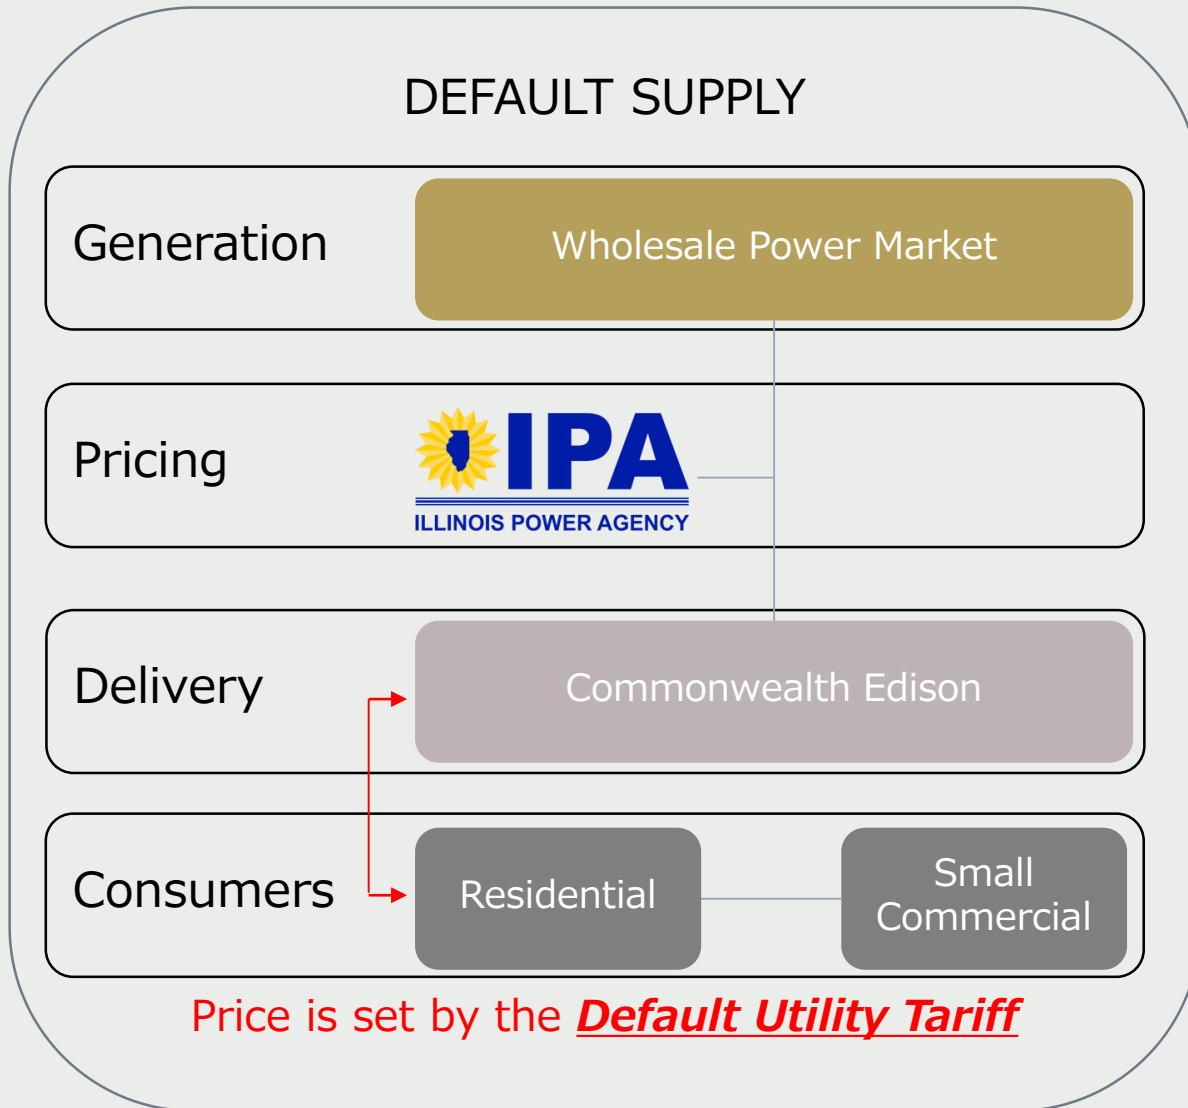 DEFAULT SUPPLY
Generation
Wholesale Power Market
Pricing
IPA
ILLINOIS POWER AGENCY
Delivery
Commonwealth Edison
Consumers
Residential
Small
Commercial
Price is set by the Default Utility Tariff